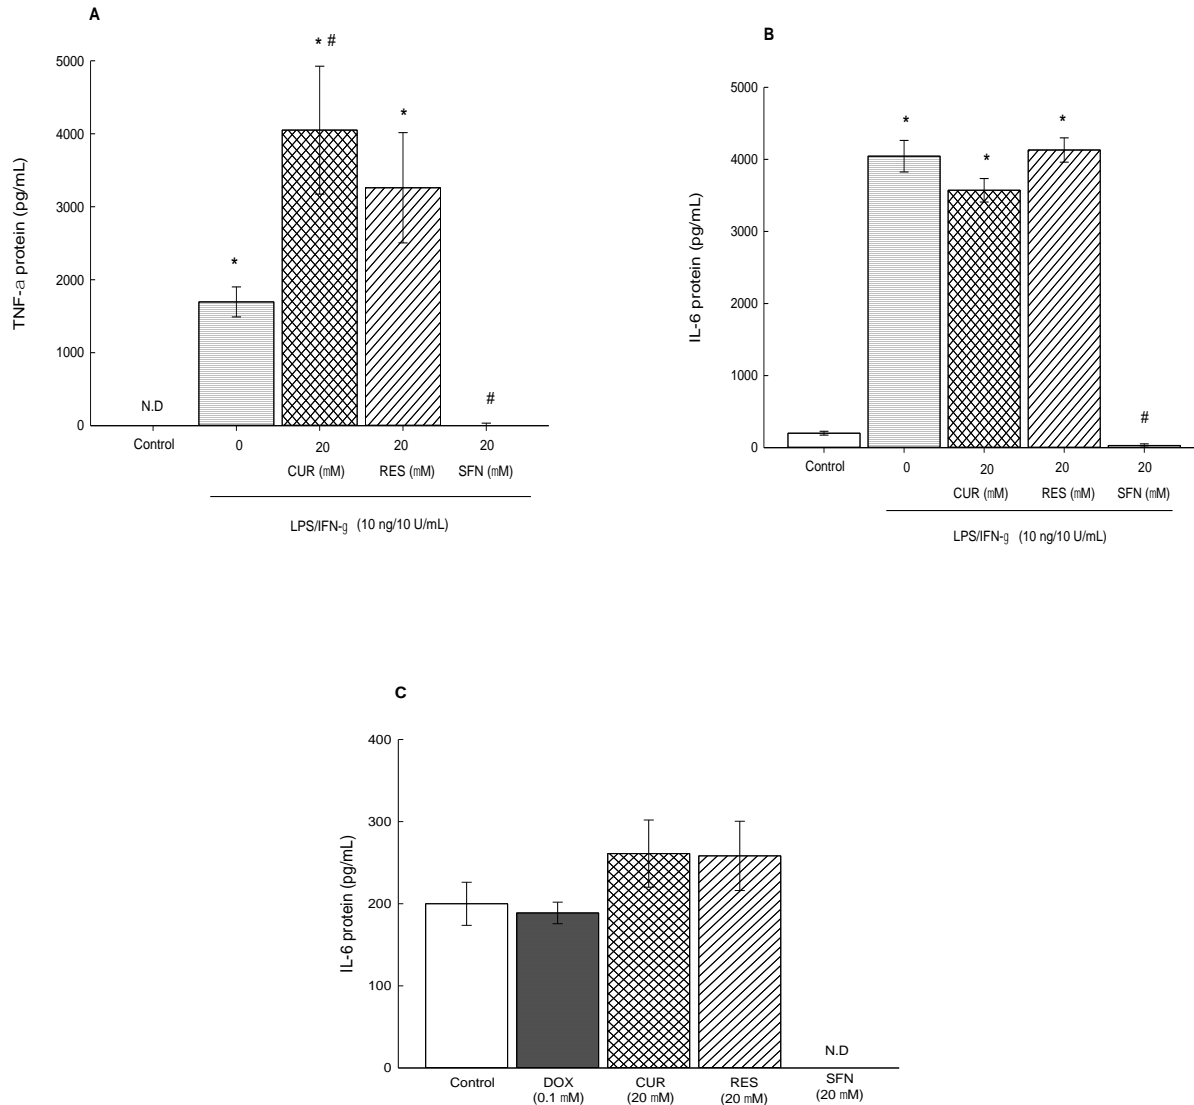 A
* #
5000
4000
3000
2000
1000
0
TNF-a protein (pg/mL)
*
*
#
N.D
Control
0
20
20
20
CUR (mM)
RES (mM)
SFN (mM)
LPS/IFN-g (10 ng/10 U/mL)
B
5000
4000
3000
2000
1000
0
IL-6 protein (pg/mL)
*
*
*
#
Control
0
20
20
20
CUR (mM)
RES (mM)
SFN (mM)
LPS/IFN-g (10 ng/10 U/mL)
C
400
300
200
100
0
IL-6 protein (pg/mL)
N.D
Control
DOX
(0.1 mM)
CUR
(20 mM)
RES
(20 mM)
SFN
(20 mM)